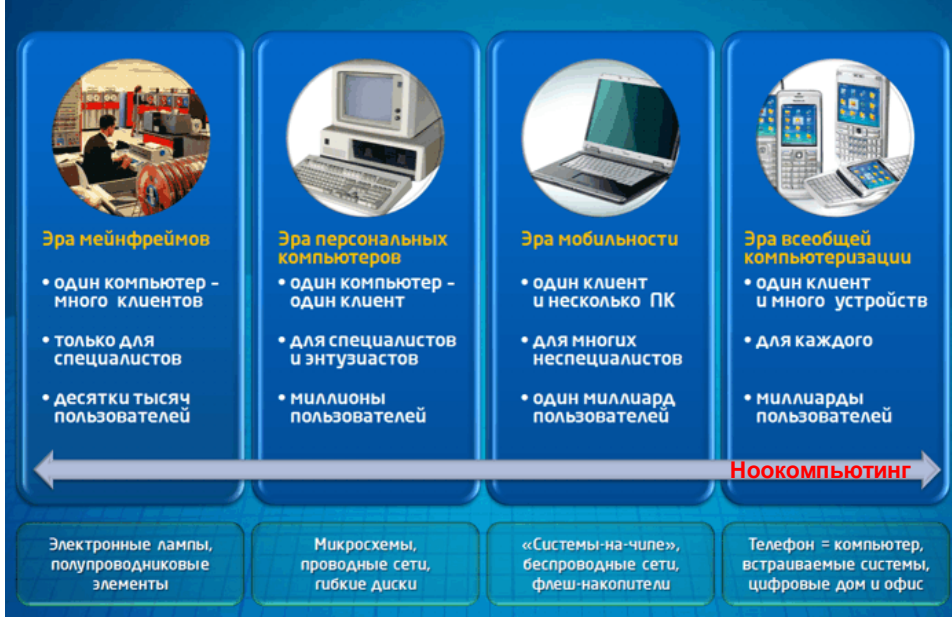 Эра мейнфреймов
• один компьютер –
много клиентов
• только для
специалистов
• десятки тысяч
пользователей
Эра персональных
компьютеров
• один компьютер –
один клиент
• для специалистов
и энтузиастов
• миллионы
пользователей
Эра мобильности
• один клиент
и несколько ПК
• для многих
неспециалистов
• один миллиард
пользователей
Эра всеобщей
компьютеризации
• один клиент
и много устройств
• для каждого
• миллиарды
пользователей
Ноокомпьютинг
Электронные лампы,
полупроводниковые
элементы
Микросхемы,
проводные сети,
гибкие диски
«Системы-на-чипе»,
беспроводные сети,
флеш-накопители
Телефон = компьютер,
встраиваемые системы,
цифровые дом и офис